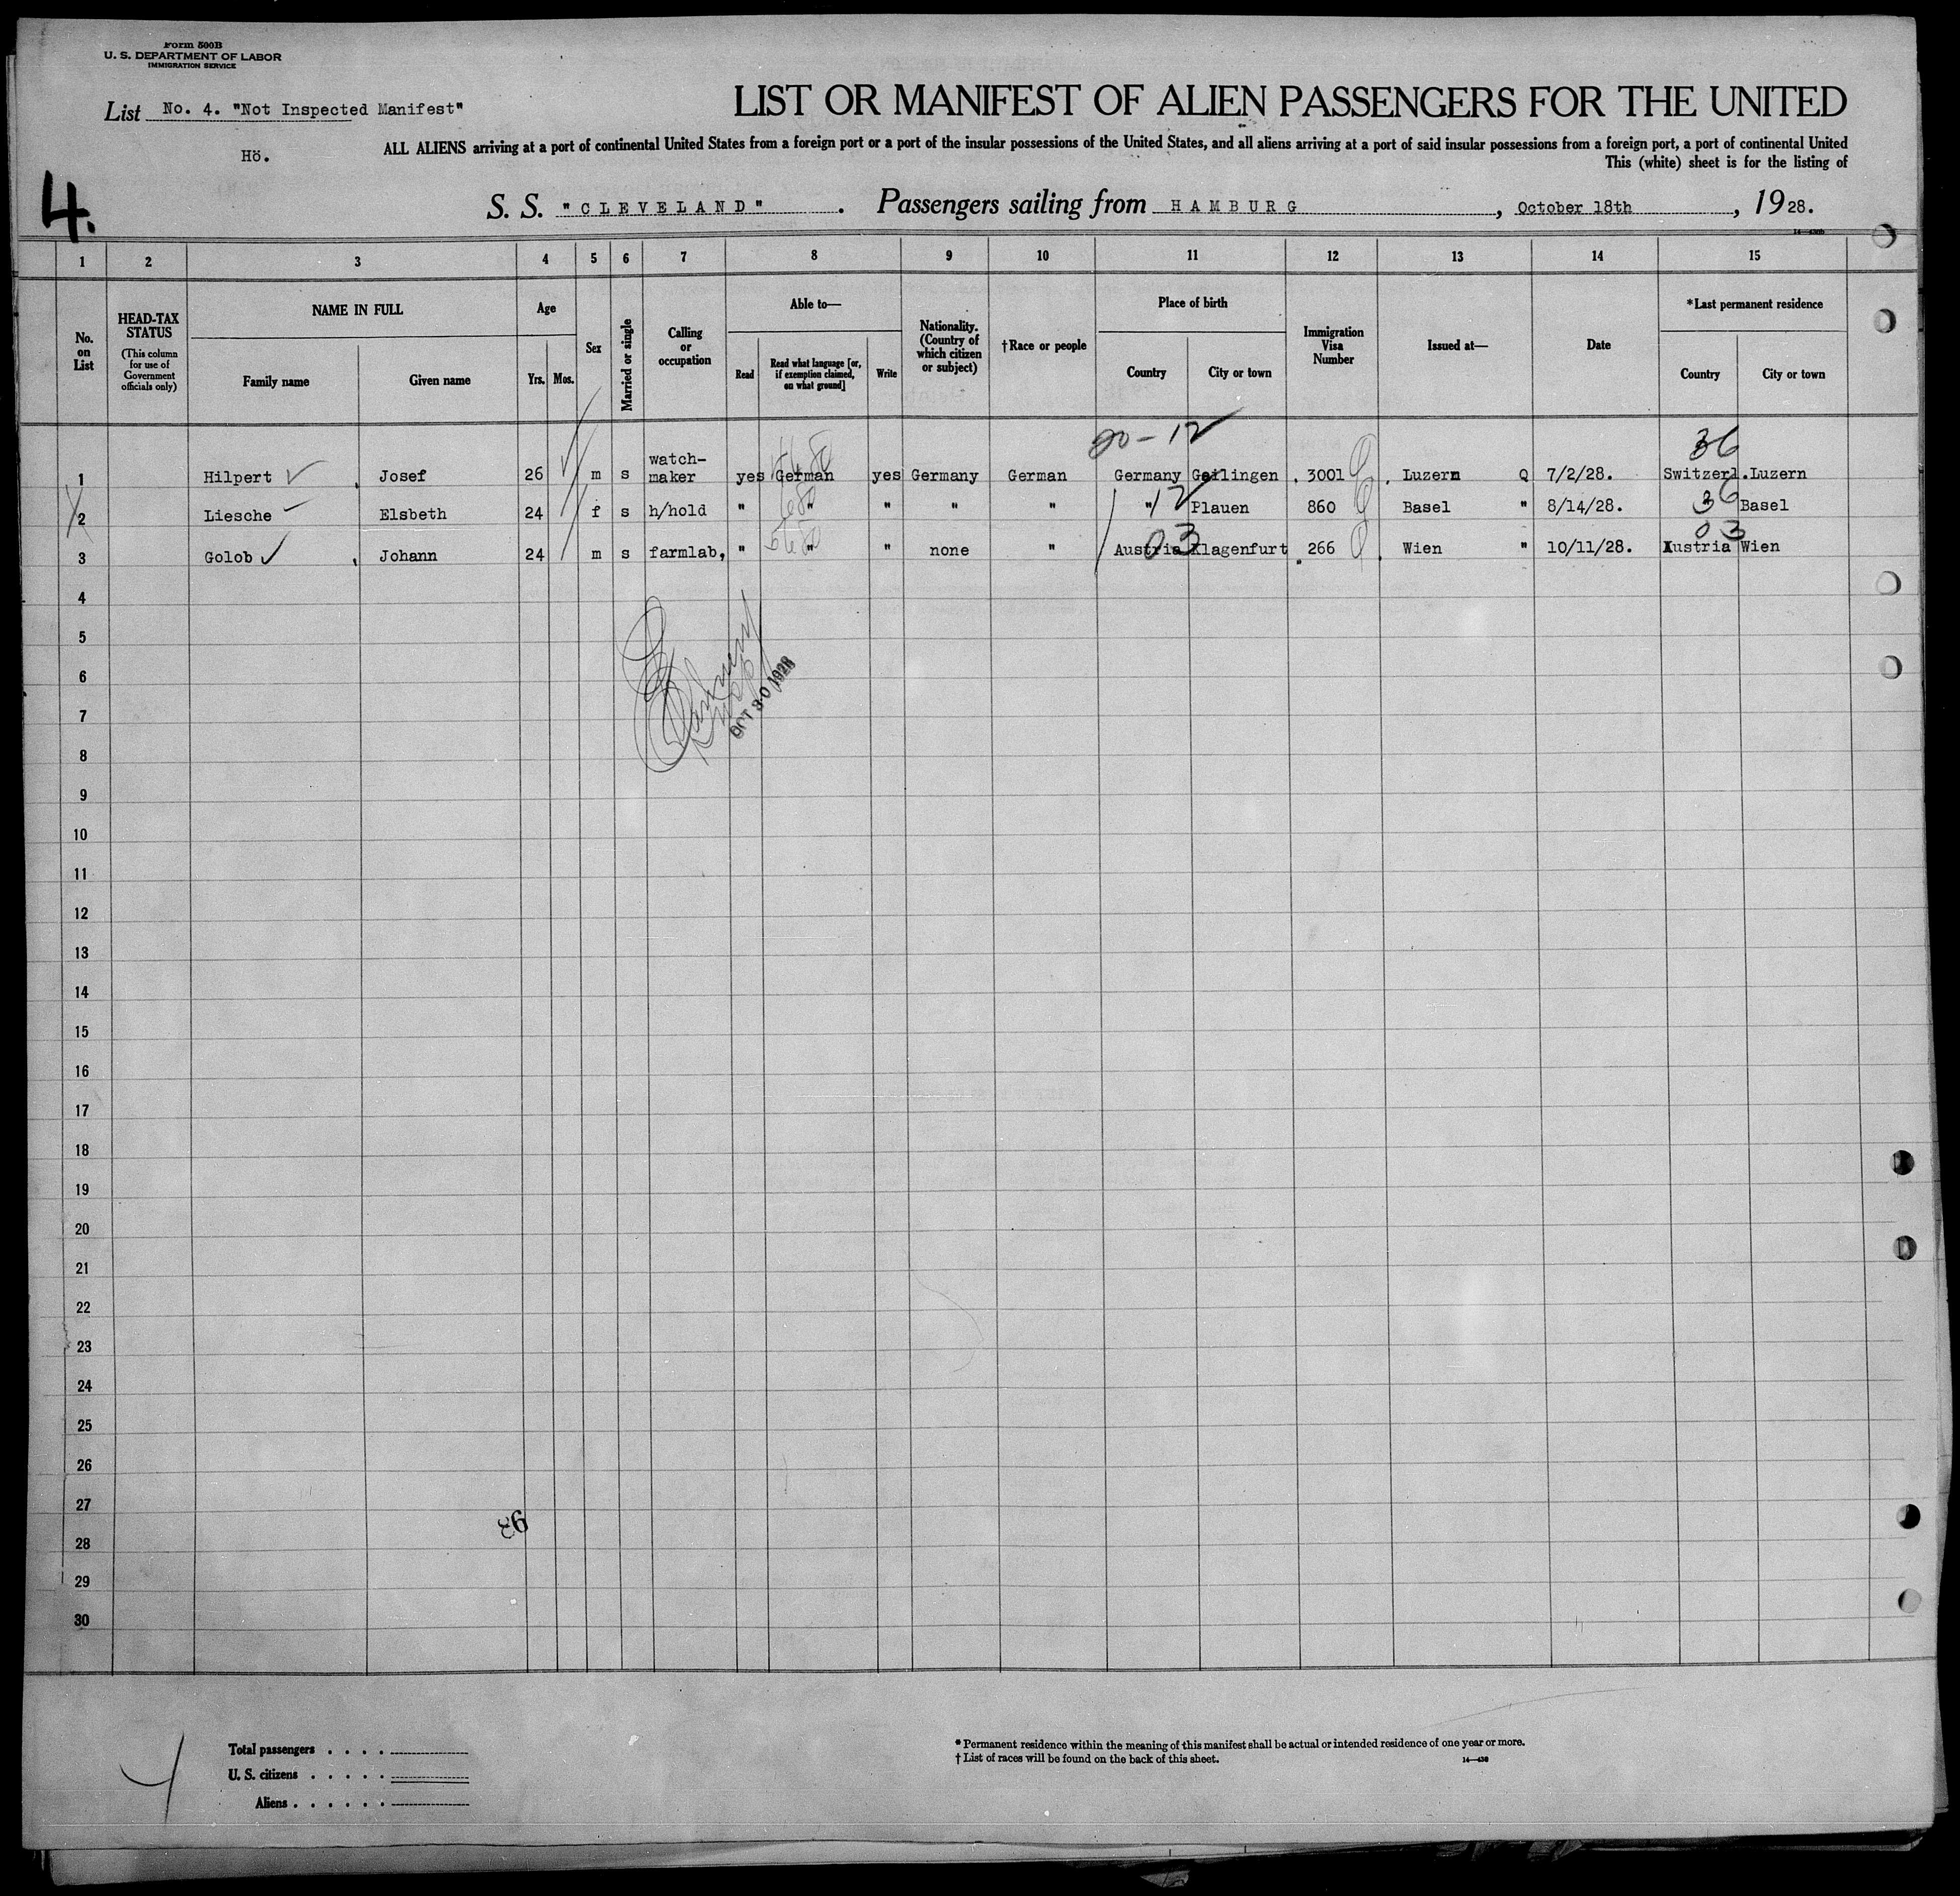 Form 500B
U. S. DEPARTMENT OF LABOR
IMMIGRATION SERVICE
List No. 4. "Not Inspected Manifest"
Hö.
4.
LIST OR MANIFEST OF ALIEN PASSENGERS FOR THE UNITED
ALL ALIENS arriving at a port of continental United States from a foreign port or a port of the insular possessions of the United States, and all aliens arriving at a port of said insular possessions from a foreign port, a port of continental United
This (white) sheet is for the listing of
S. S. "CLEVELAND". Passengers sailing from HAMBURG, October 18th, 1928.
1 2 3 4 5 6 7 8 9 10 11 12 13 14 15
No. on List
HEAD-TAX STATUS
(This column for use of Government officials only)
NAME IN FULL
Family name Given name
Age
Yrs. Mos.
Sex
Married or single
Calling or occupation
Able to—
Read
Read what language [or, if exemption claimed, on what ground]
Write
Nationality. (Country of which citizen or subject)
†Race or people
Place of birth
Country City or town
Immigration Visa Number
Issued at—
Date
*Last permanent residence
Country City or town
20-12 36
1 Hilpert, Josef 26 m s watch-maker yes German yes Germany German Germany Gailingen 3001 Luzern Q 7/2/28. Switzerl. Luzern
12 36
2 Liesche Elsbeth 24 f s h/hold " " " " " " Plauen 860 Basel " 8/14/28. Basel
03 03
3 Golob, Johann 24 m s farmlab, " " " none " Austria Klagenfurt 266 Wien " 10/11/28. Austria Wien
4
5
6
OCT 30 1928
7
8
9
10
11
12
13
14
15
16
17
18
19
20
21
22
23
24
25
26
27
28
29
30
Total passengers . . . .
U. S. citizens . . . . .
Aliens . . . . . .
* Permanent residence within the meaning of this manifest shall be actual or intended residence of one year or more.
† List of races will be found on the back of this sheet.
14—430
4